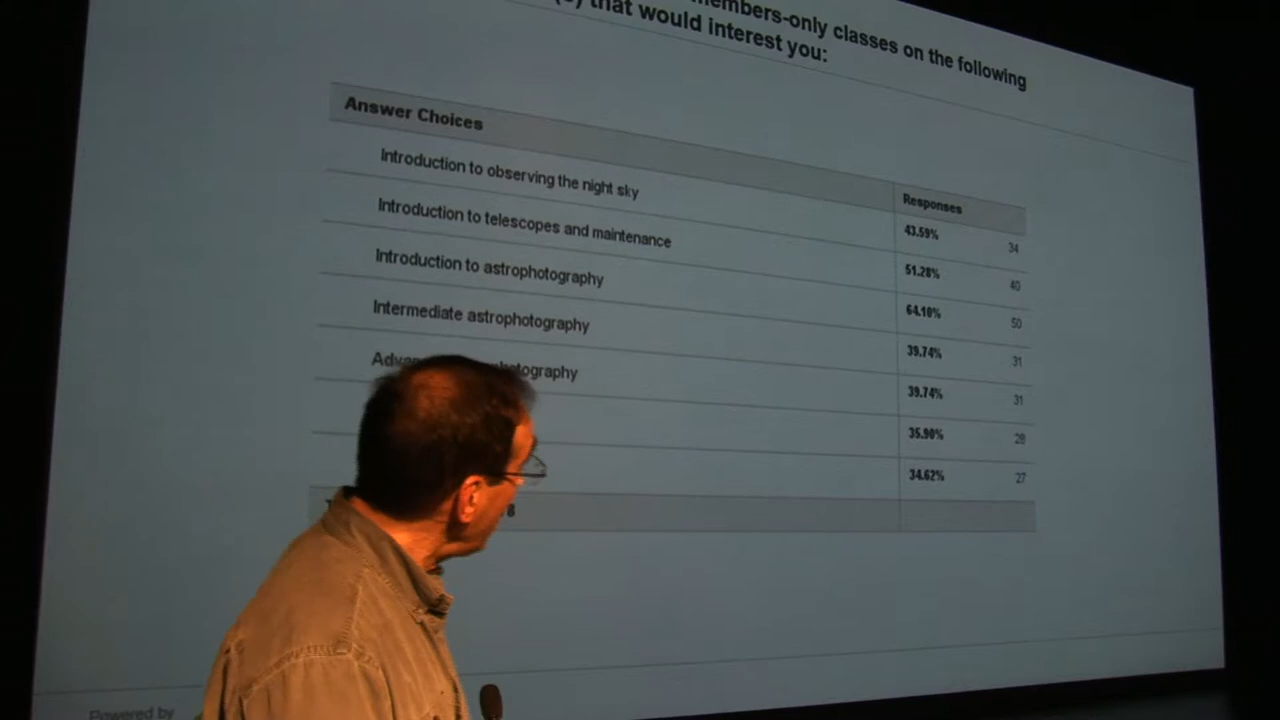 members-only classes on the following
that would interest you:
Answer Choices
Responses
Introduction to observing the night sky
43.59% 34
Introduction to telescopes and maintenance
51.28% 40
Introduction to astrophotography
64.10% 50
Intermediate astrophotography
39.74% 31
39.74% 31
35.90% 28
34.62% 27
Powered by